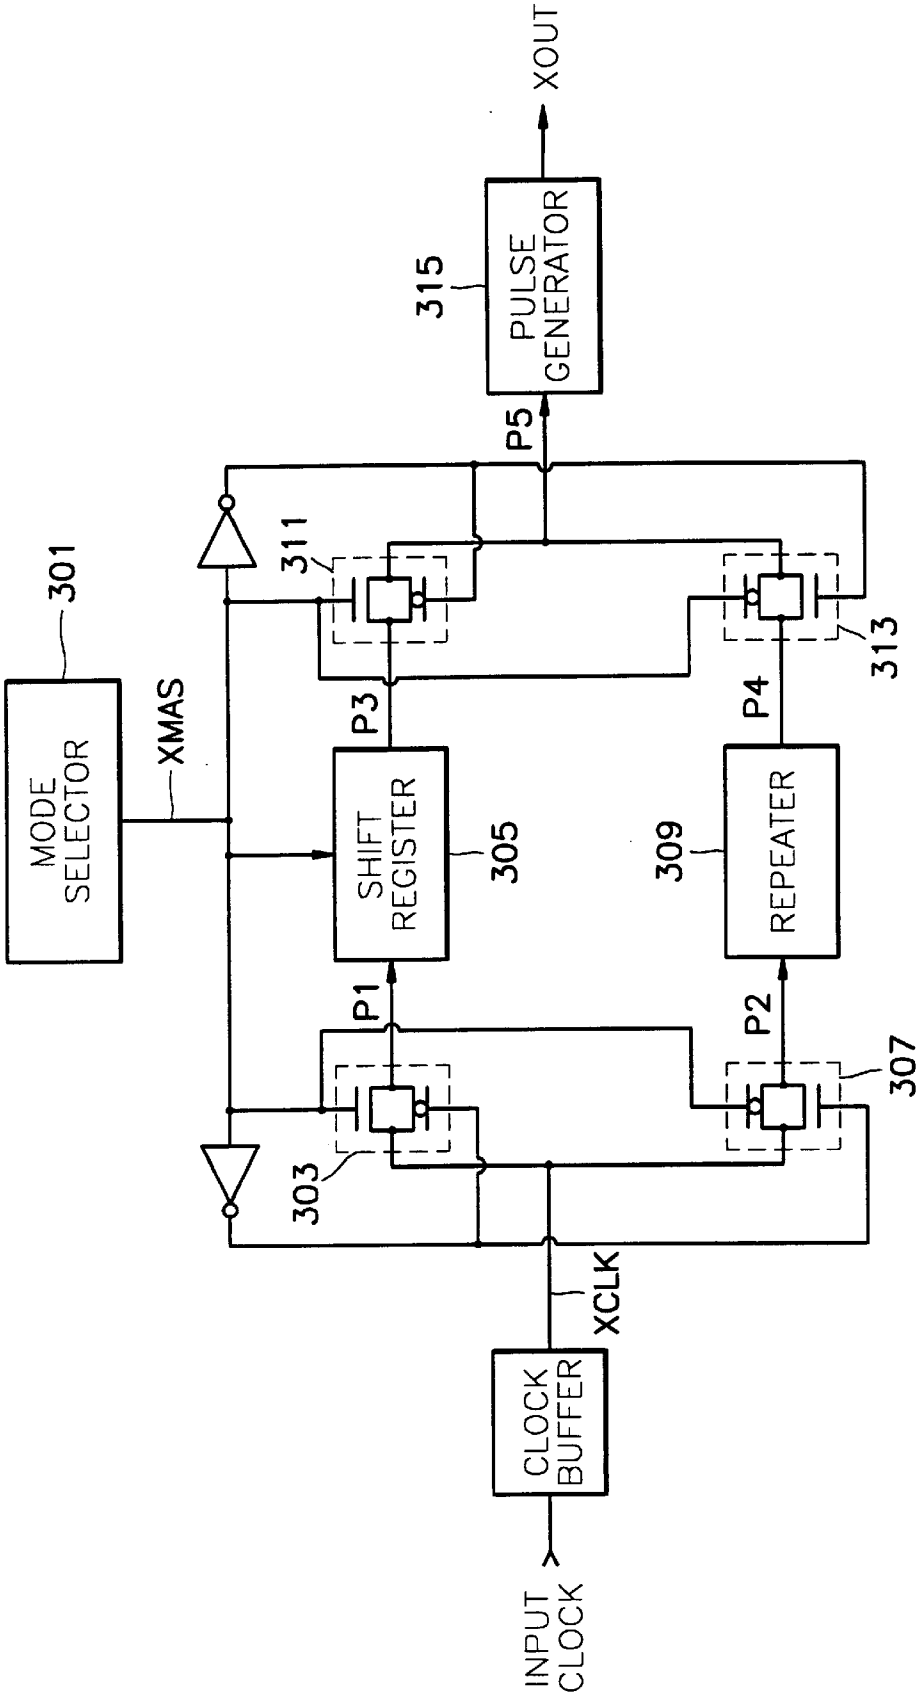 MODE
SELECTOR
301
XMAS
INPUT
CLOCK
CLOCK
BUFFER
XCLK
303
P1
SHIFT
REGISTER
305
P3
311
307
P2
REPEATER
309
P4
313
P5
PULSE
GENERATOR
315
XOUT